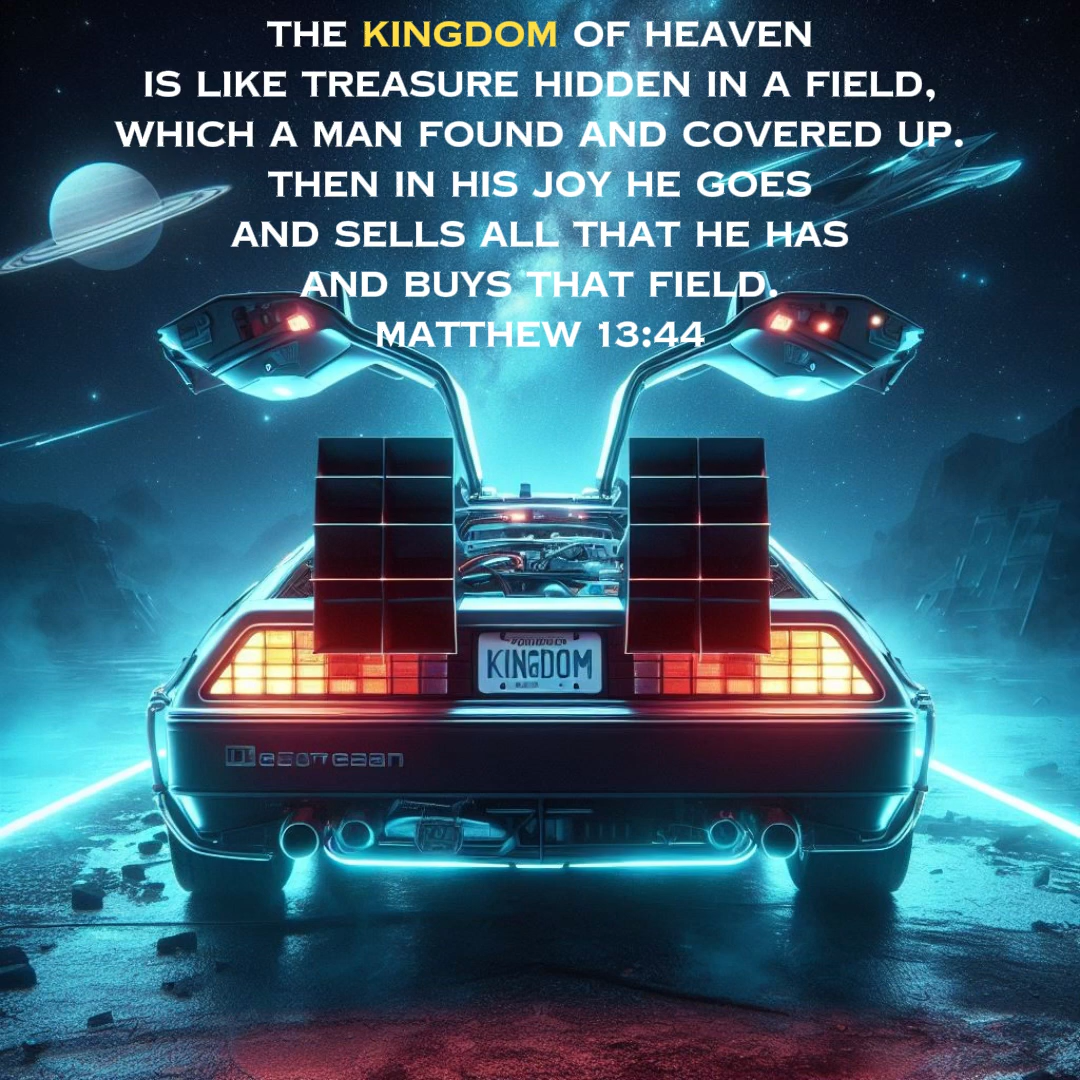 THE KINGDOM OF HEAVEN
IS LIKE TREASURE HIDDEN IN A FIELD,
WHICH A MAN FOUND AND COVERED UP.
THEN IN HIS JOY HE GOES
AND SELLS ALL THAT HE HAS
AND BUYS THAT FIELD.
MATTHEW 13:44
KINGDOM